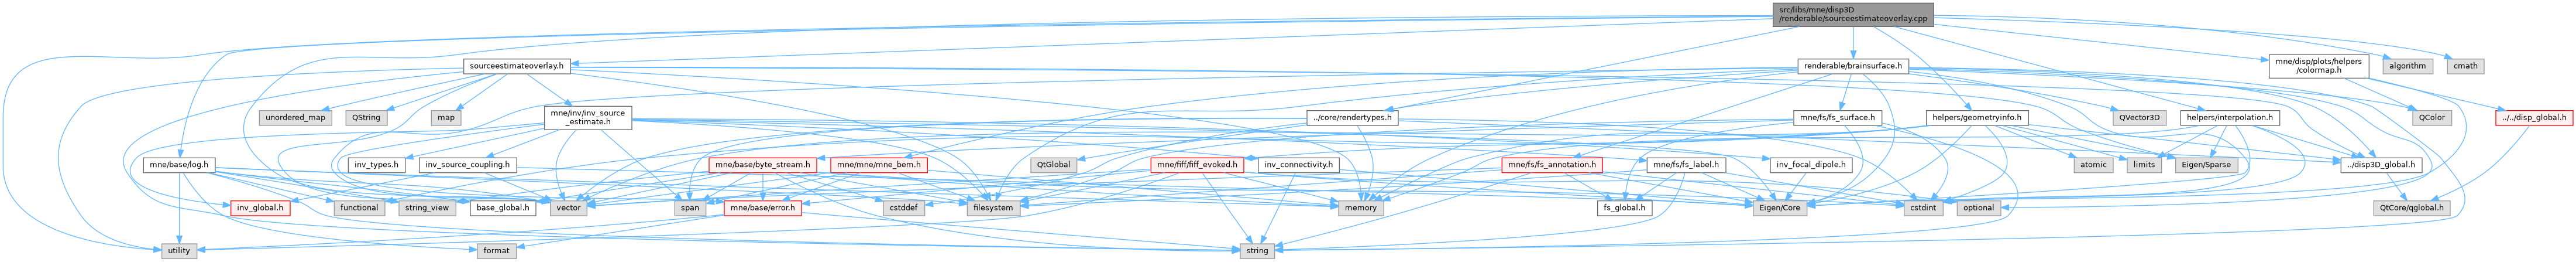 src/libs/mne/disp3D
/renderable/sourceestimateoverlay.cpp
sourceestimateoverlay.h
renderable/brainsurface.h
mne/disp/plots/helpers
/colormap.h
algorithm
cmath
unordered_map
QString
map
mne/inv/inv_source
_estimate.h
../core/rendertypes.h
mne/fs/fs_surface.h
helpers/geometryinfo.h
QVector3D
helpers/interpolation.h
QColor
../../disp_global.h
mne/base/log.h
inv_types.h
inv_source_coupling.h
mne/base/byte_stream.h
mne/mne/mne_bem.h
QtGlobal
mne/fiff/fiff_evoked.h
inv_connectivity.h
mne/fs/fs_annotation.h
mne/fs/fs_label.h
inv_focal_dipole.h
atomic
limits
Eigen/Sparse
../disp3D_global.h
inv_global.h
functional
string_view
base_global.h
vector
span
mne/base/error.h
cstddef
filesystem
memory
fs_global.h
Eigen/Core
cstdint
optional
QtCore/qglobal.h
utility
format
string